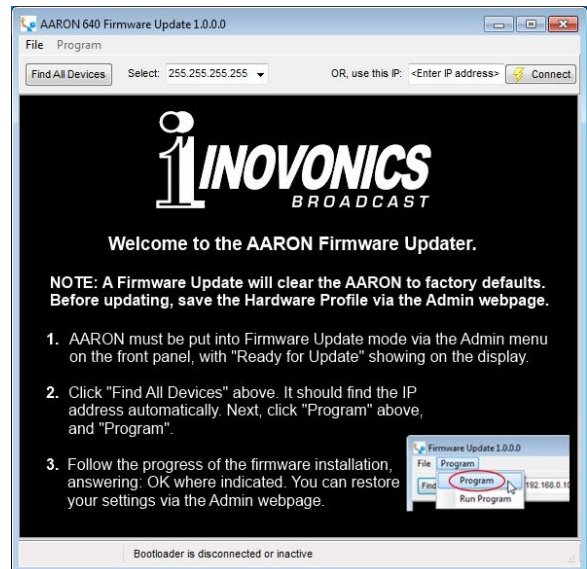 AARON 640 Firmware Update 1.0.0.0
File Program
Find All Devices Select: 255.255.255.255 OR, use this IP: <Enter IP address> Connect
INOVONICS
BROADCAST
Welcome to the AARON Firmware Updater.
NOTE: A Firmware Update will clear the AARON to factory defaults.
Before updating, save the Hardware Profile via the Admin webpage.
1. AARON must be put into Firmware Update mode via the Admin menu
on the front panel, with "Ready for Update" showing on the display.
2. Click "Find All Devices" above. It should find the IP
address automatically. Next, click "Program" above,
and "Program".
3. Follow the progress of the firmware installation,
answering: OK where indicated. You can restore
your settings via the Admin webpage.
Firmware Update 1.0.0.0
File Program
Find Program 192.168.0.10
Run Program
Bootloader is disconnected or inactive